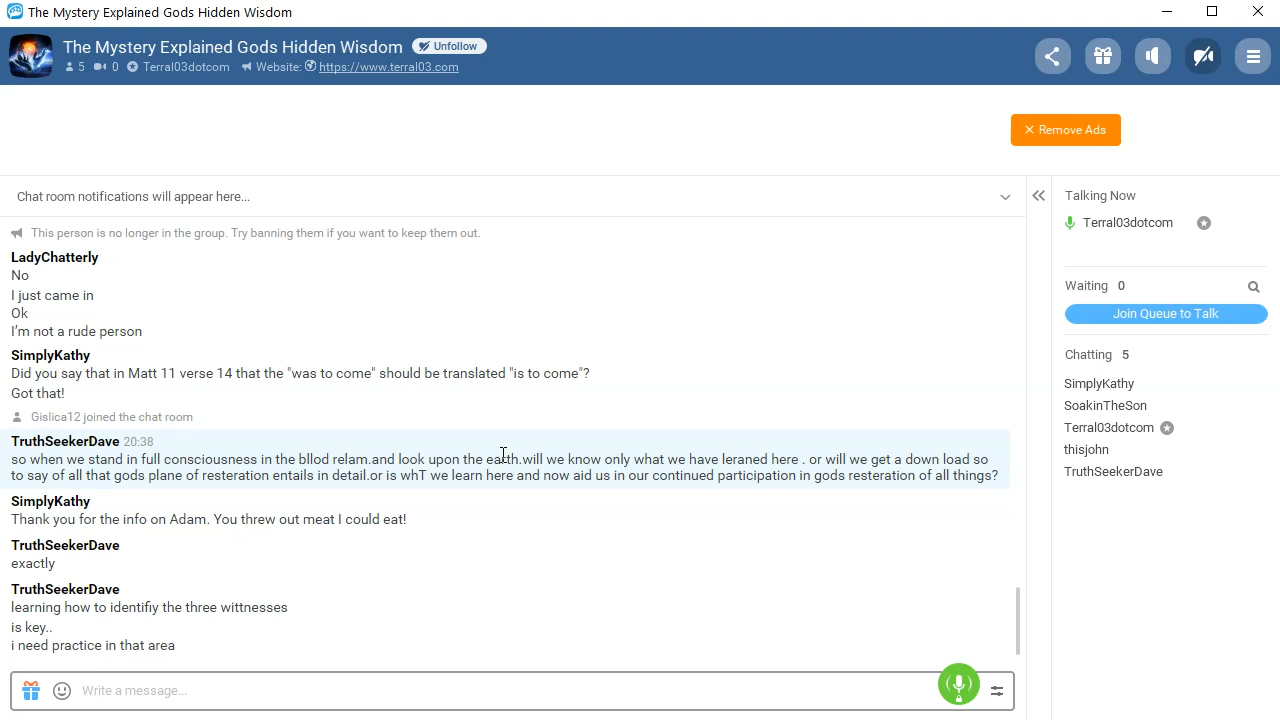 The Mystery Explained Gods Hidden Wisdom
The Mystery Explained Gods Hidden Wisdom Unfollow
5 0 Terral03dotcom Website: https://www.terral03.com
Remove Ads
Chat room notifications will appear here...
This person is no longer in the group. Try banning them if you want to keep them out.
LadyChatterly
No
I just came in
Ok
I'm not a rude person
SimplyKathy
Did you say that in Matt 11 verse 14 that the "was to come" should be translated "is to come"?
Got that!
Gislica12 joined the chat room
TruthSeekerDave 20:38
so when we stand in full consciousness in the bllod relam.and look upon the earth.will we know only what we have leraned here . or will we get a down load so
to say of all that gods plane of resteration entails in detail.or is whT we learn here and now aid us in our continued participation in gods resteration of all things?
SimplyKathy
Thank you for the info on Adam. You threw out meat I could eat!
TruthSeekerDave
exactly
TruthSeekerDave
learning how to identifiy the three wittnesses
is key..
i need practice in that area
Write a message...
Talking Now
Terral03dotcom
Waiting 0
Join Queue to Talk
Chatting 5
SimplyKathy
SoakinTheSon
Terral03dotcom
thisjohn
TruthSeekerDave